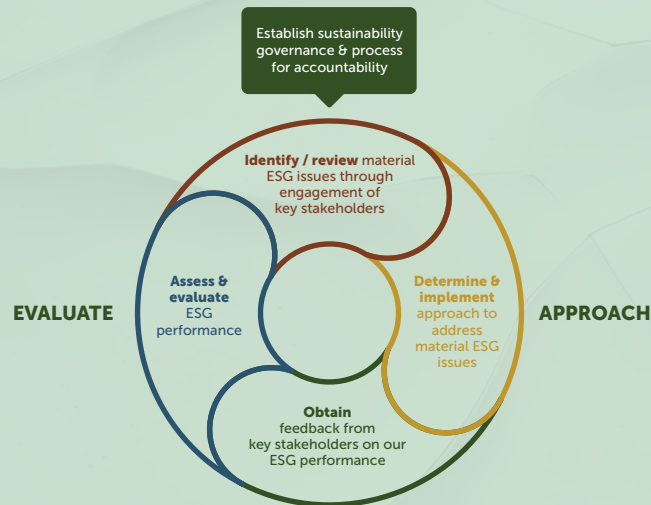 Establish sustainability
governance & process
for accountability
Identify / review material
ESG issues through
engagement of
key stakeholders
EVALUATE
Assess &
evaluate
ESG
performance
Determine &
implement
approach to
address
material ESG
issues
APPROACH
Obtain
feedback from
key stakeholders on our
ESG performance